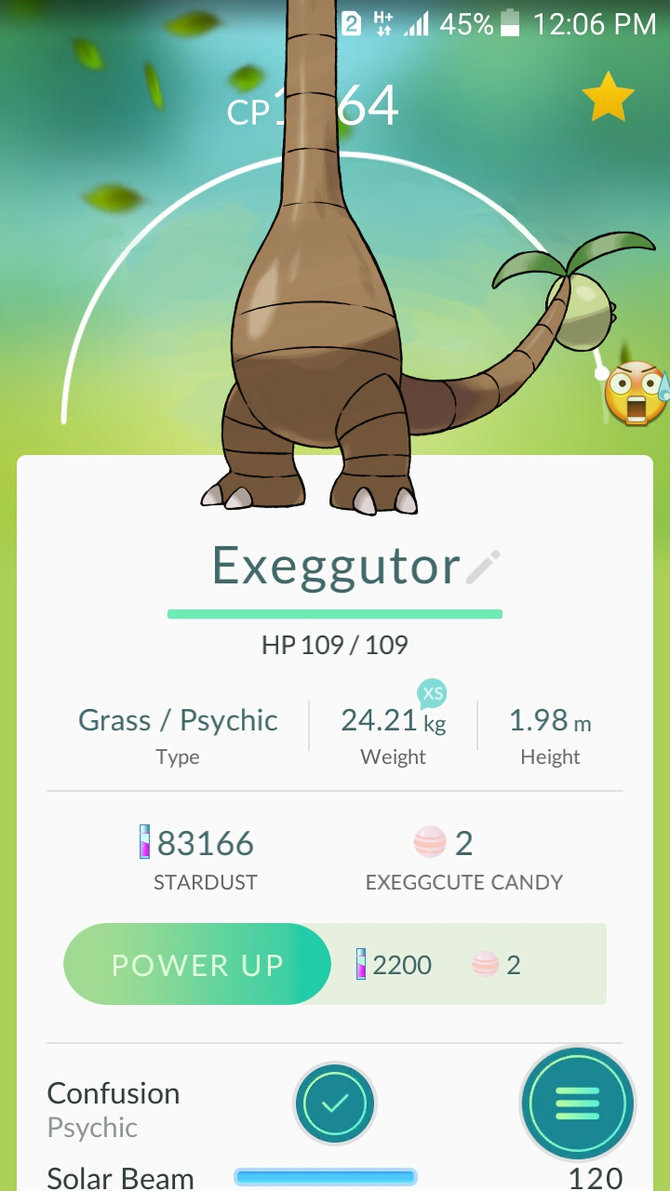 2 H+ 45% 12:06 PM
CP 64
Exeggutor
HP 109 / 109
XS
Grass / Psychic 24.21 kg 1.98 m
Type Weight Height
83166 2
STARDUST EXEGGCUTE CANDY
POWER UP 2200 2
Confusion
Psychic
Solar Beam 120